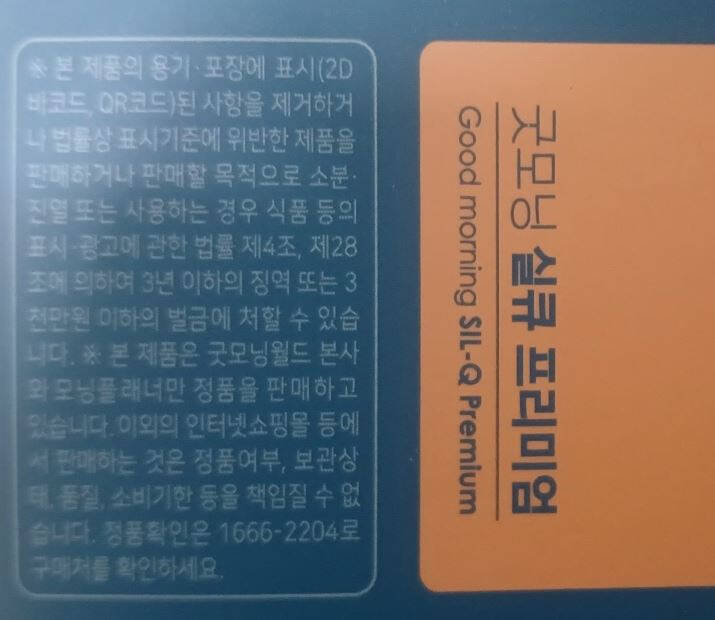 ※ 본 제품의 용기·포장에 표시(2D
바코드, QR코드)된 사항을 제거하거
나 법률상 표시기준에 위반한 제품을
판매하거나 판매할 목적으로 소분·
진열 또는 사용하는 경우 식품 등의
표시·광고에 관한 법률 제4조, 제28
조에 의하여 3년 이하의 징역 또는 3
천만원 이하의 벌금에 처할 수 있습
니다. ※ 본 제품은 굿모닝월드 본사
와 모닝플래너만 정품을 판매하고
있습니다. 이외의 인터넷쇼핑몰 등에
서 판매하는 것은 정품여부, 보관상
태, 품질, 소비기한 등을 책임질 수 없
습니다. 정품확인은 1666-2204로
구매처를 확인하세요.
굿모닝 실큐 프리미엄
Good morning SIL-Q Premium